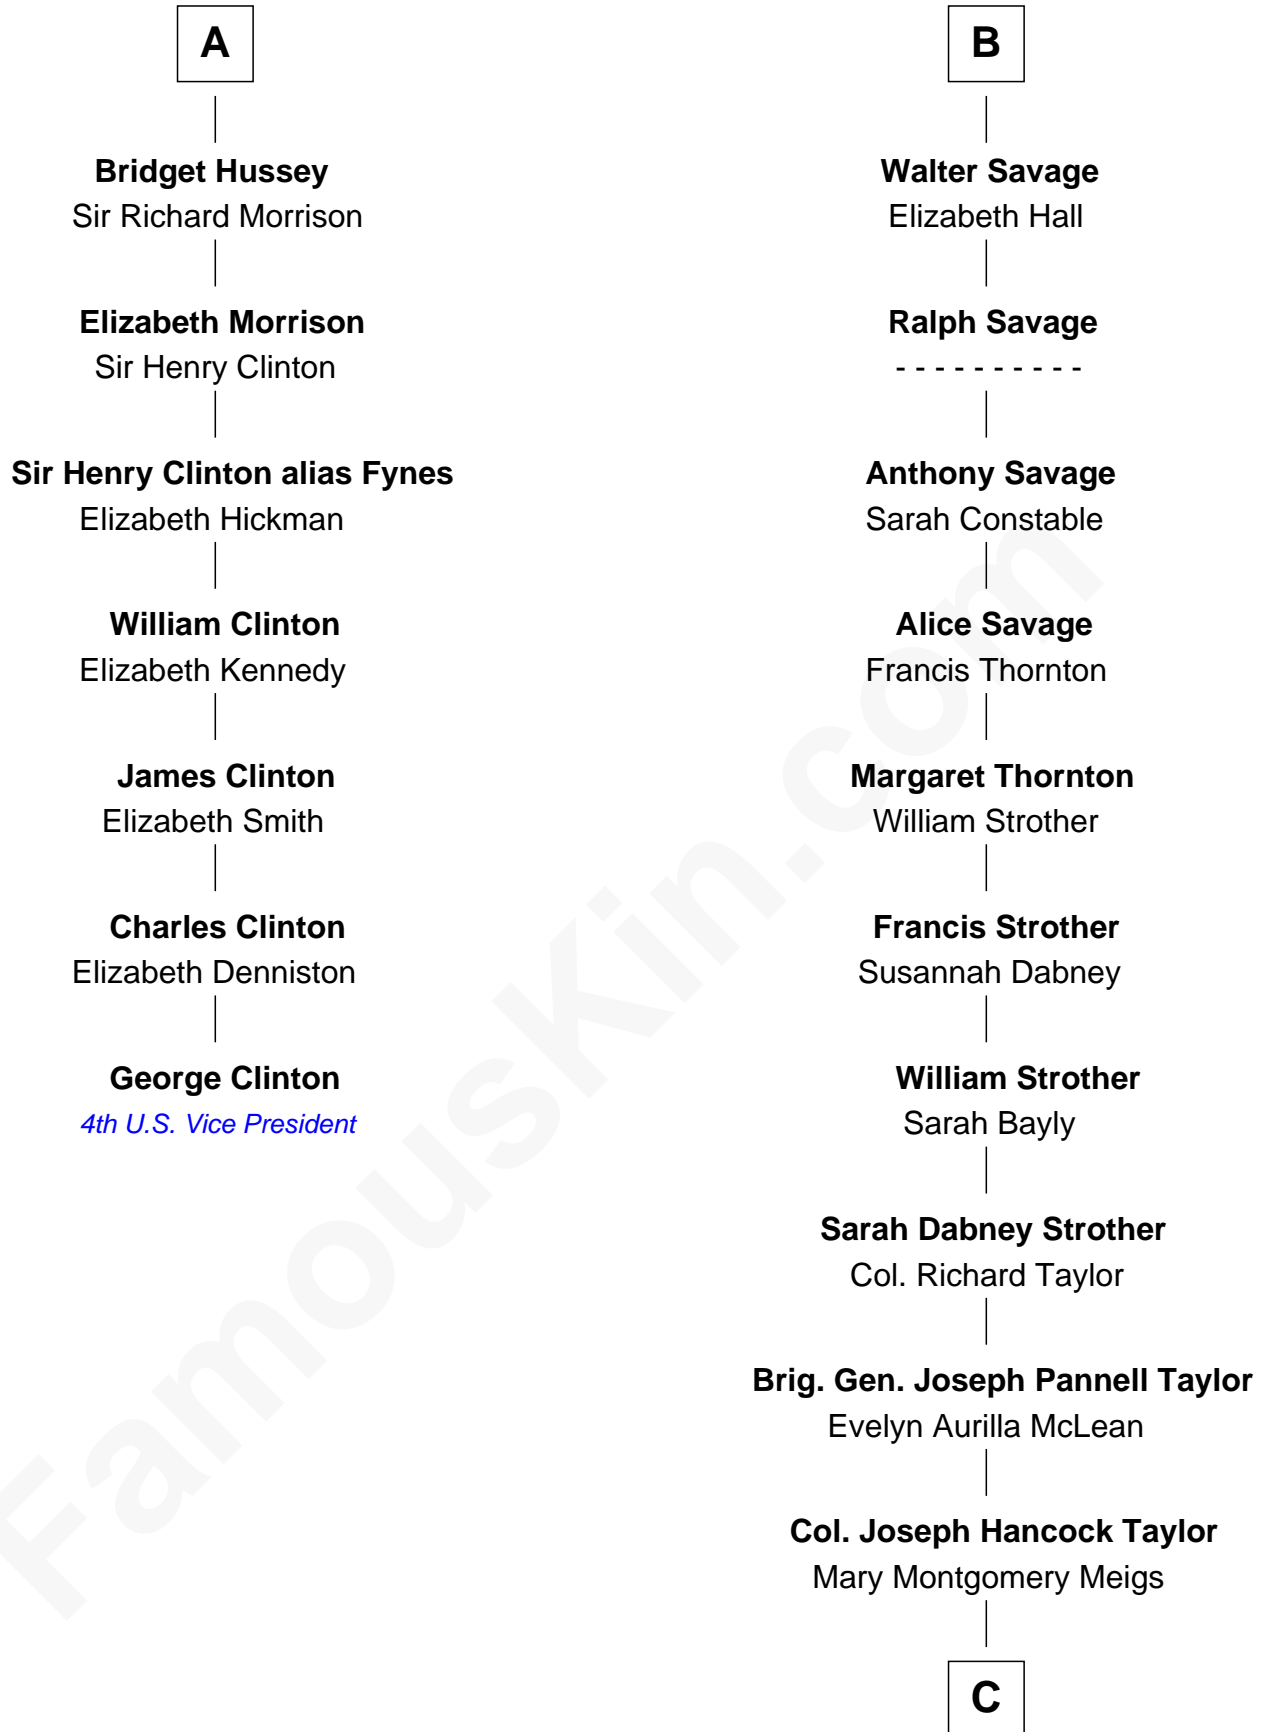 A
Bridget Hussey
Sir Richard Morrison
Elizabeth Morrison
Sir Henry Clinton
Sir Henry Clinton alias Fynes
Elizabeth Hickman
William Clinton
Elizabeth Kennedy
James Clinton
Elizabeth Smith
Charles Clinton
Elizabeth Denniston
George Clinton
4th U.S. Vice President
B
Walter Savage
Elizabeth Hall
Ralph Savage
- - - - - - - - - -
Anthony Savage
Sarah Constable
Alice Savage
Francis Thornton
Margaret Thornton
William Strother
Francis Strother
Susannah Dabney
William Strother
Sarah Bayly
Sarah Dabney Strother
Col. Richard Taylor
Brig. Gen. Joseph Pannell Taylor
Evelyn Aurilla McLean
Col. Joseph Hancock Taylor
Mary Montgomery Meigs
C
FamousKin.com